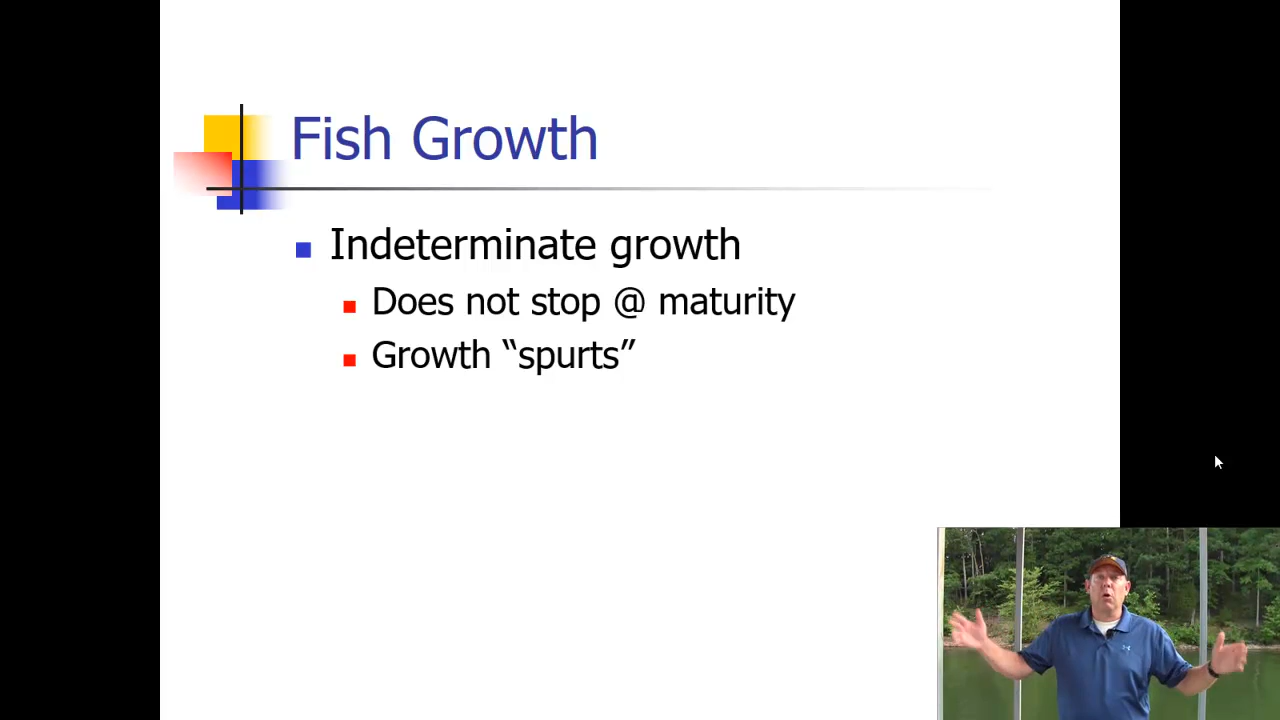 Fish Growth
Indeterminate growth
Does not stop @ maturity
Growth “spurts”